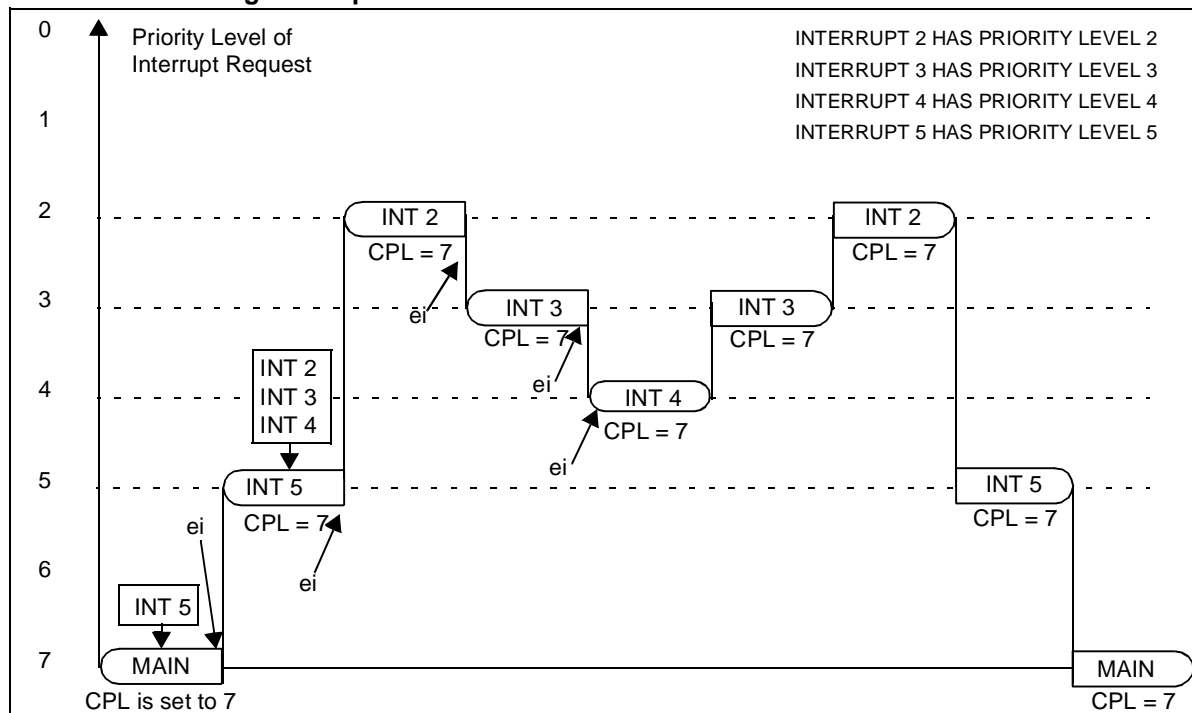 0
Priority Level of
Interrupt Request
INTERRUPT 2 HAS PRIORITY LEVEL 2
INTERRUPT 3 HAS PRIORITY LEVEL 3
INTERRUPT 4 HAS PRIORITY LEVEL 4
INTERRUPT 5 HAS PRIORITY LEVEL 5
1
2
INT 2
CPL = 7
INT 2
CPL = 7
ei
3
INT 3
CPL = 7
INT 3
CPL = 7
ei
INT 2
INT 3
INT 4
4
INT 4
CPL = 7
ei
5
INT 5
CPL = 7
INT 5
CPL = 7
ei
ei
6
INT 5
7
MAIN
CPL is set to 7
MAIN
CPL = 7